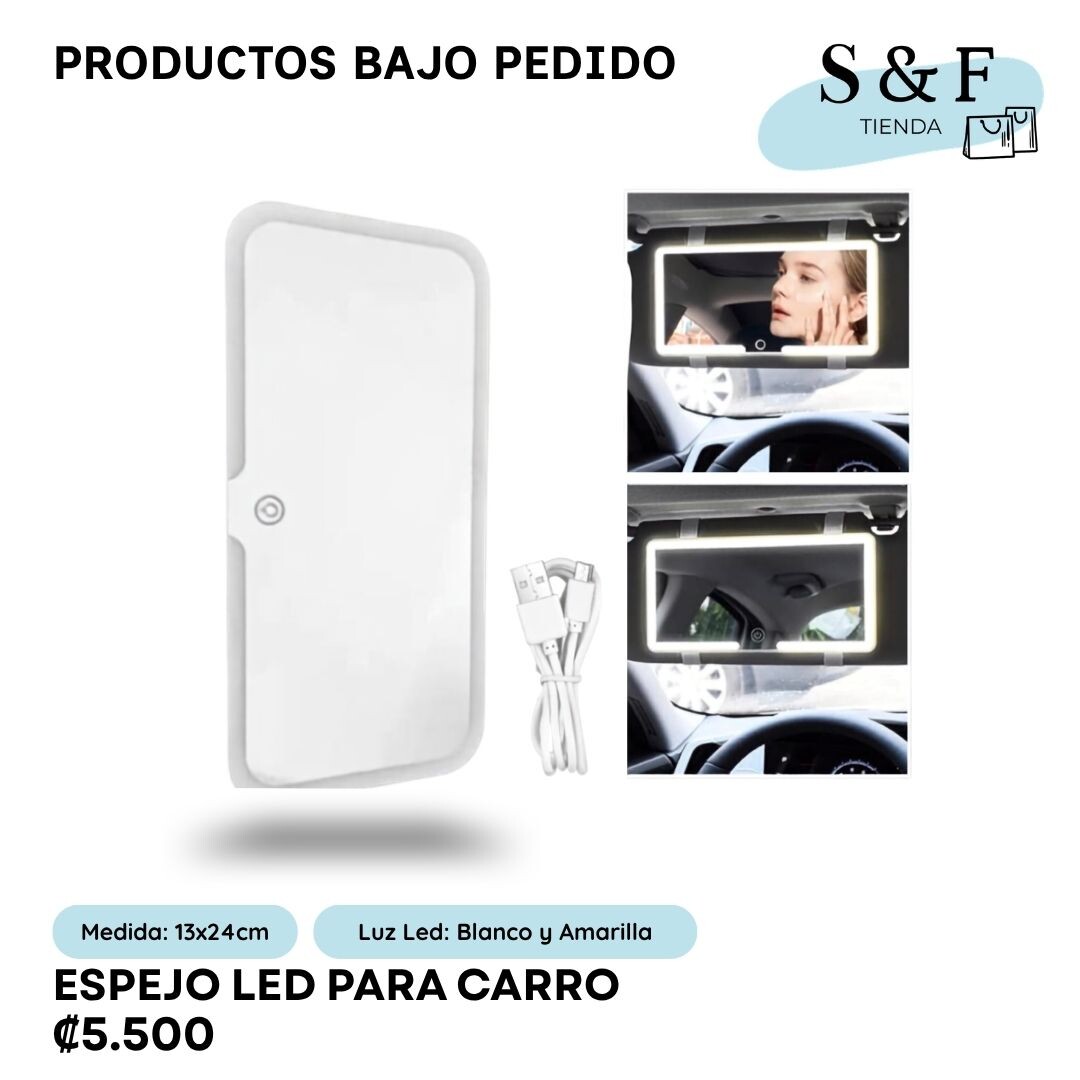 PRODUCTOS BAJO PEDIDO
S & F
TIENDA
Medida: 13x24cm
Luz Led: Blanco y Amarilla
ESPEJO LED PARA CARRO
₡5.500